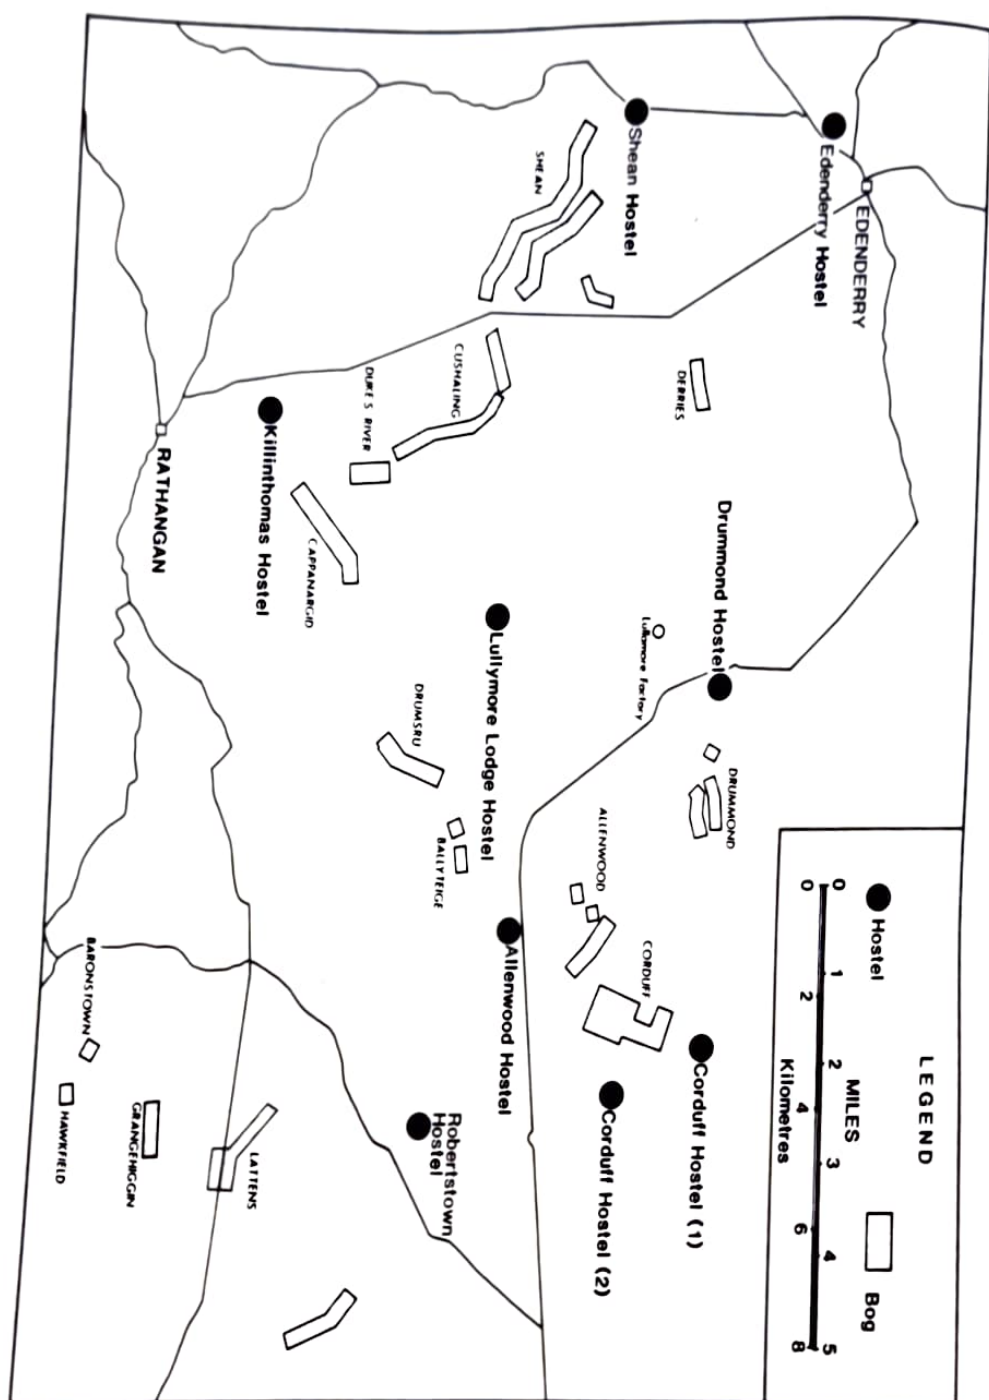 EDENDERRY
Edenderry Hostel
Shean Hostel
SHEAN
DERRIES
CUSHALING
DUKE'S RIVER
Killinthomas Hostel
RATHANGAN
CAPPANARGID
Drummond Hostel
Lullymore Factory
Lullymore Lodge Hostel
DRUMSRU
DRUMMOND
ALLENWOOD
BALLYTEIGE
Allenwood Hostel
CORDUFF
Corduff Hostel (1)
Corduff Hostel (2)
Robertstown
Hostel
BARONSTOWN
HAWKFIELD
GRANGEHIGGIN
LATTENS
LEGEND
Hostel
Bog
MILES
0 1 2 3 4 5
0 2 4 6 8
Kilometres